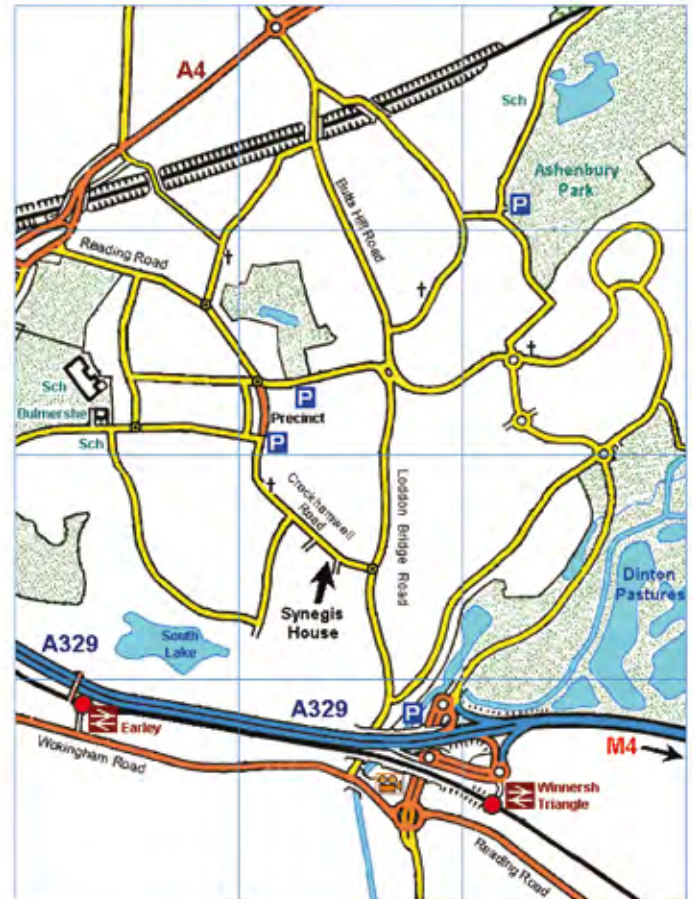 A4
Sch
Ashenbury
Park
P
Butts Hill Road
Reading Road
Sch
Bulmershe
Sch
P
Precinct
P
Crockhamwell
Road
Loddon Bridge Road
Synegis
House
Dinton
Pastures
South
Lake
A329
A329
P
Earley
Wokingham Road
M4
Winnersh
Triangle
Reading Road